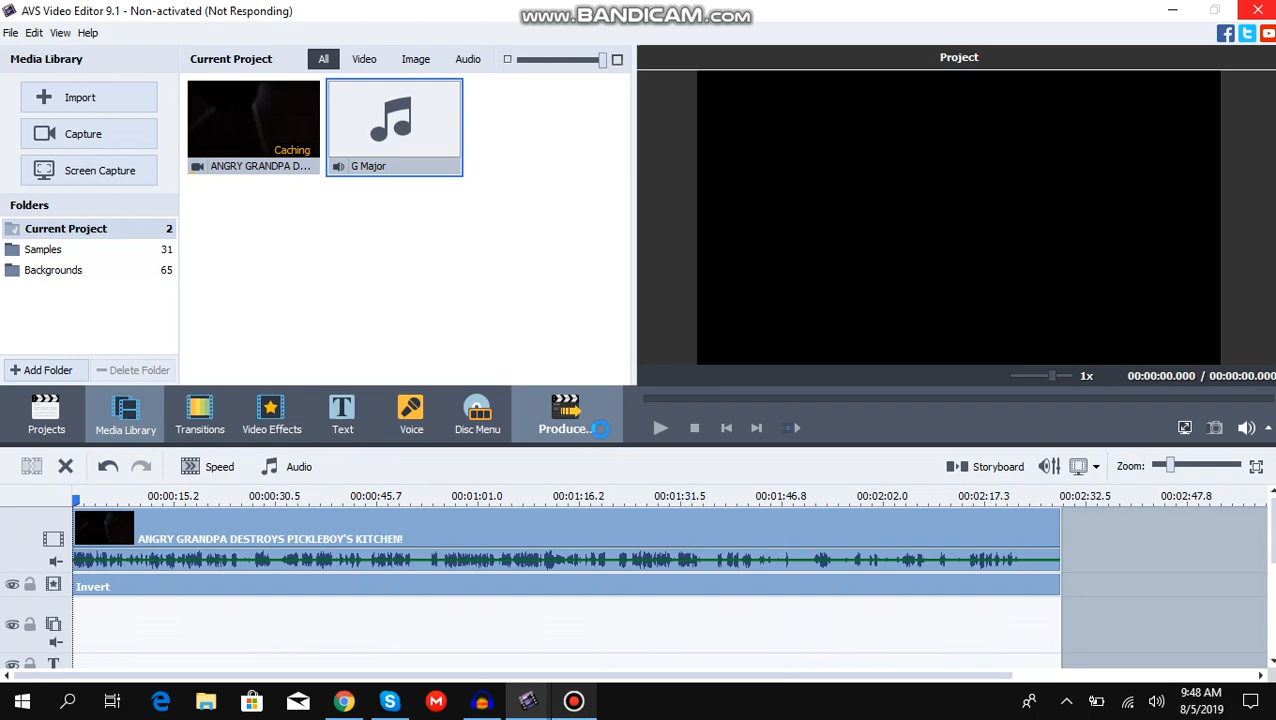 AVS Video Editor 9.1 - Non-activated (Not Responding)
www.BANDICAM.com
File Edit View Help
Media Library
Current Project All Video Image Audio
Project
Import
Capture
Screen Capture
Caching
ANGRY GRANDPA D...
G Major
Folders
Current Project 2
Samples 31
Backgrounds 65
+ Add Folder
Delete Folder
1x 00:00:00.000 / 00:00:00.000
Projects Media Library Transitions Video Effects Text Voice Disc Menu Produce...
Speed Audio
Storyboard Zoom:
00:00:15.2 00:00:30.5 00:00:45.7 00:01:01.0 00:01:16.2 00:01:31.5 00:01:46.8 00:02:02.0 00:02:17.3 00:02:32.5 00:02:47.8
ANGRY GRANDPA DESTROYS PICKLEBOY'S KITCHEN!
Invert
T
9:48 AM
8/5/2019